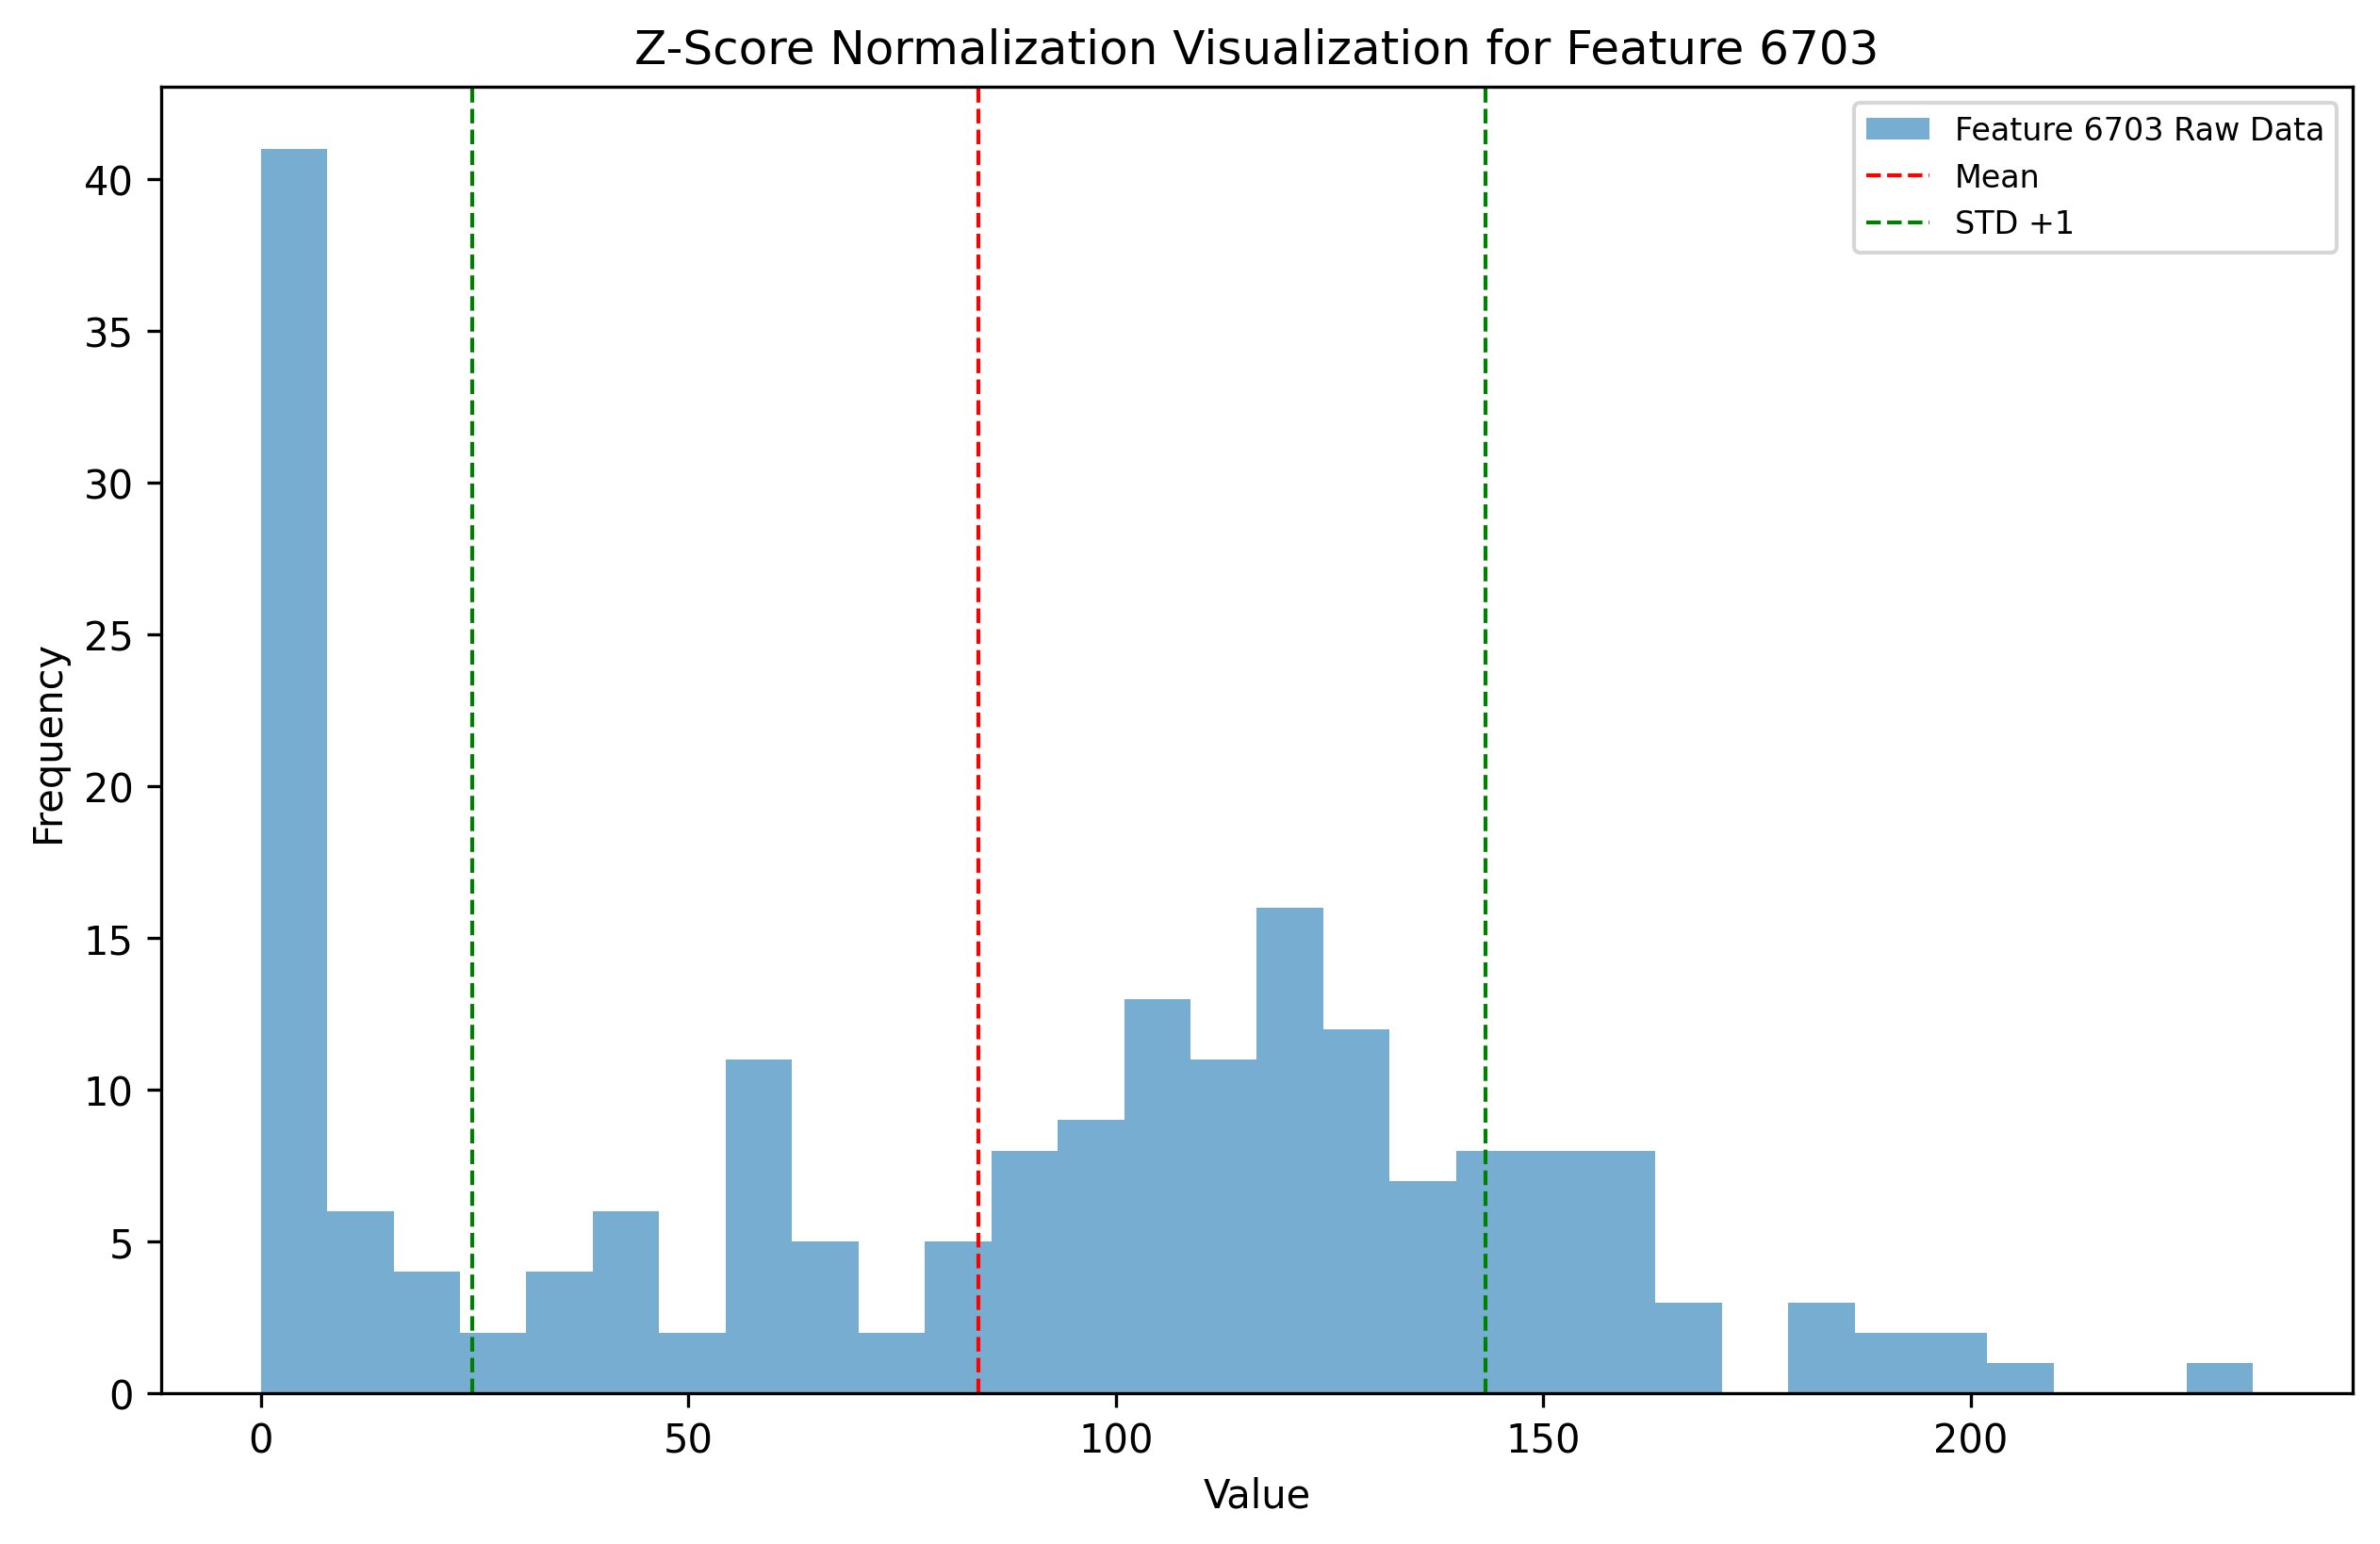 Z-Score Normalization Visualization for Feature 6703
Feature 6703 Raw Data
Mean
STD +1
Frequency
40
35
30
25
20
15
10
5
0
0 50 100 150 200
Value